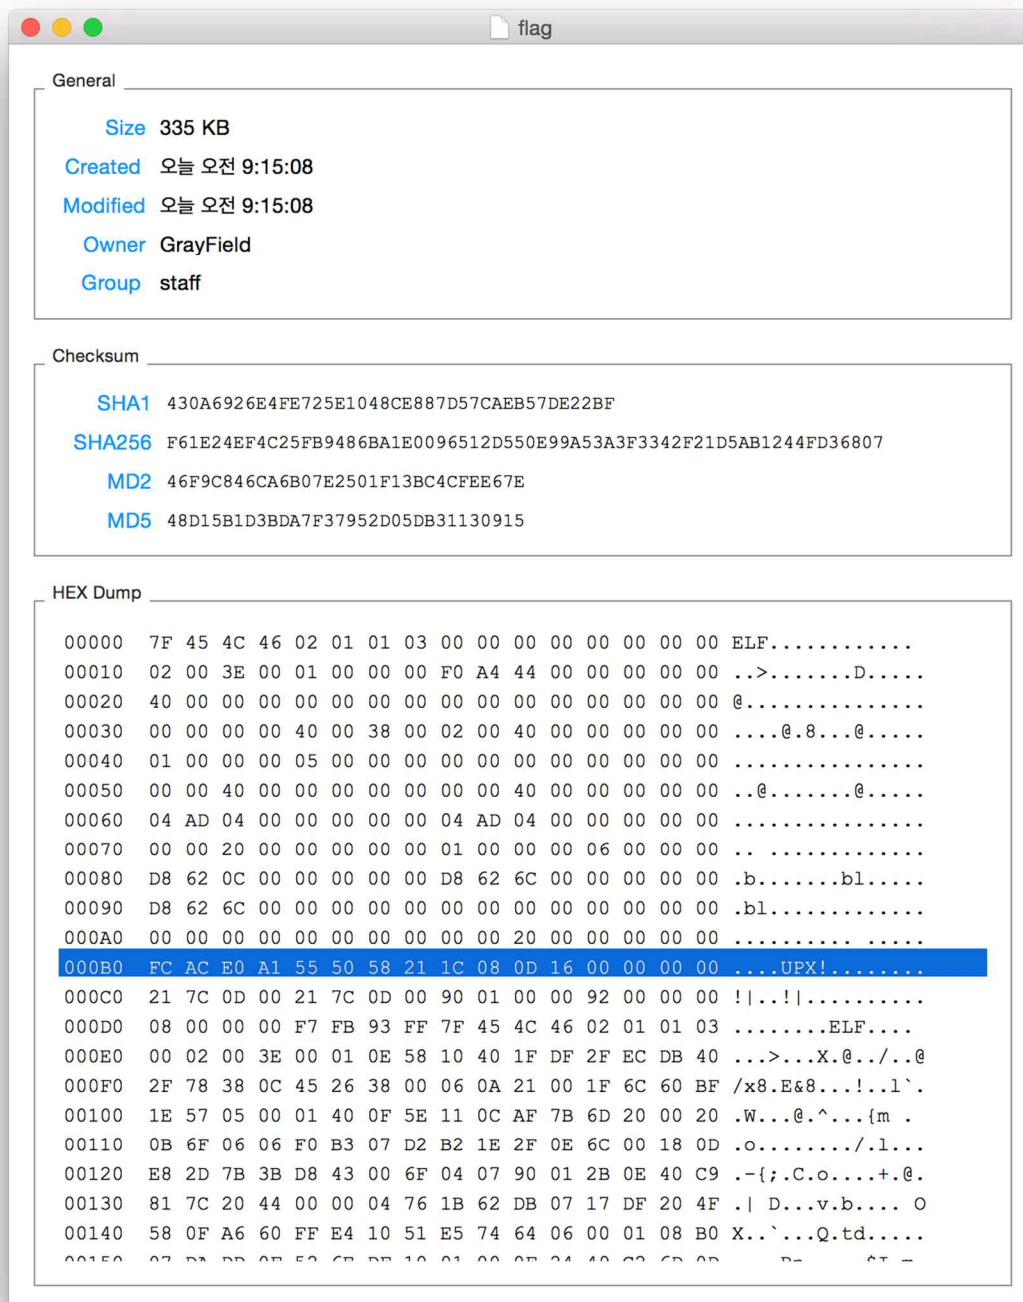 flag
General
Size 335 KB
Created 오늘 오전 9:15:08
Modified 오늘 오전 9:15:08
Owner GrayField
Group staff
Checksum
SHA1 430A6926E4FE725E1048CE887D57CAEB57DE22BF
SHA256 F61E24EF4C25FB9486BA1E0096512D550E99A53A3F3342F21D5AB1244FD36807
MD2 46F9C846CA6B07E2501F13BC4CFEE67E
MD5 48D15B1D3BDA7F37952D05DB31130915
HEX Dump
00000 7F 45 4C 46 02 01 01 03 00 00 00 00 00 00 00 00 ELF............
00010 02 00 3E 00 01 00 00 00 F0 A4 44 00 00 00 00 00 ..>.......D.....
00020 40 00 00 00 00 00 00 00 00 00 00 00 00 00 00 00 @...............
00030 00 00 00 00 40 00 38 00 02 00 40 00 00 00 00 00 ....@.8...@.....
00040 01 00 00 00 05 00 00 00 00 00 00 00 00 00 00 00 ................
00050 00 00 40 00 00 00 00 00 00 00 40 00 00 00 00 00 ..@.......@.....
00060 04 AD 04 00 00 00 00 00 04 AD 04 00 00 00 00 00 ................
00070 00 00 20 00 00 00 00 00 01 00 00 00 06 00 00 00 .. .............
00080 D8 62 0C 00 00 00 00 00 D8 62 6C 00 00 00 00 00 .b.......bl.....
00090 D8 62 6C 00 00 00 00 00 00 00 00 00 00 00 00 00 .bl.............
000A0 00 00 00 00 00 00 00 00 00 00 20 00 00 00 00 00 .......... .....
000B0 FC AC E0 A1 55 50 58 21 1C 08 0D 16 00 00 00 00 ....UPX!........
000C0 21 7C 0D 00 21 7C 0D 00 90 01 00 00 92 00 00 00 !|..!|..........
000D0 08 00 00 00 F7 FB 93 FF 7F 45 4C 46 02 01 01 03 ........ELF....
000E0 00 02 00 3E 00 01 0E 58 10 40 1F DF 2F EC DB 40 ...>...X.@../..@
000F0 2F 78 38 0C 45 26 38 00 06 0A 21 00 1F 6C 60 BF /x8.E&8...!..l`.
00100 1E 57 05 00 01 40 0F 5E 11 0C AF 7B 6D 20 00 20 .W...@.^...{m .
00110 0B 6F 06 06 F0 B3 07 D2 B2 1E 2F 0E 6C 00 18 0D .o......../.l...
00120 E8 2D 7B 3B D8 43 00 6F 04 07 90 01 2B 0E 40 C9 .-{;.C.o....+.@.
00130 81 7C 20 44 00 00 04 76 1B 62 DB 07 17 DF 20 4F .| D...v.b.... O
00140 58 0F A6 60 FF E4 10 51 E5 74 64 06 00 01 08 B0 X..`...Q.td.....